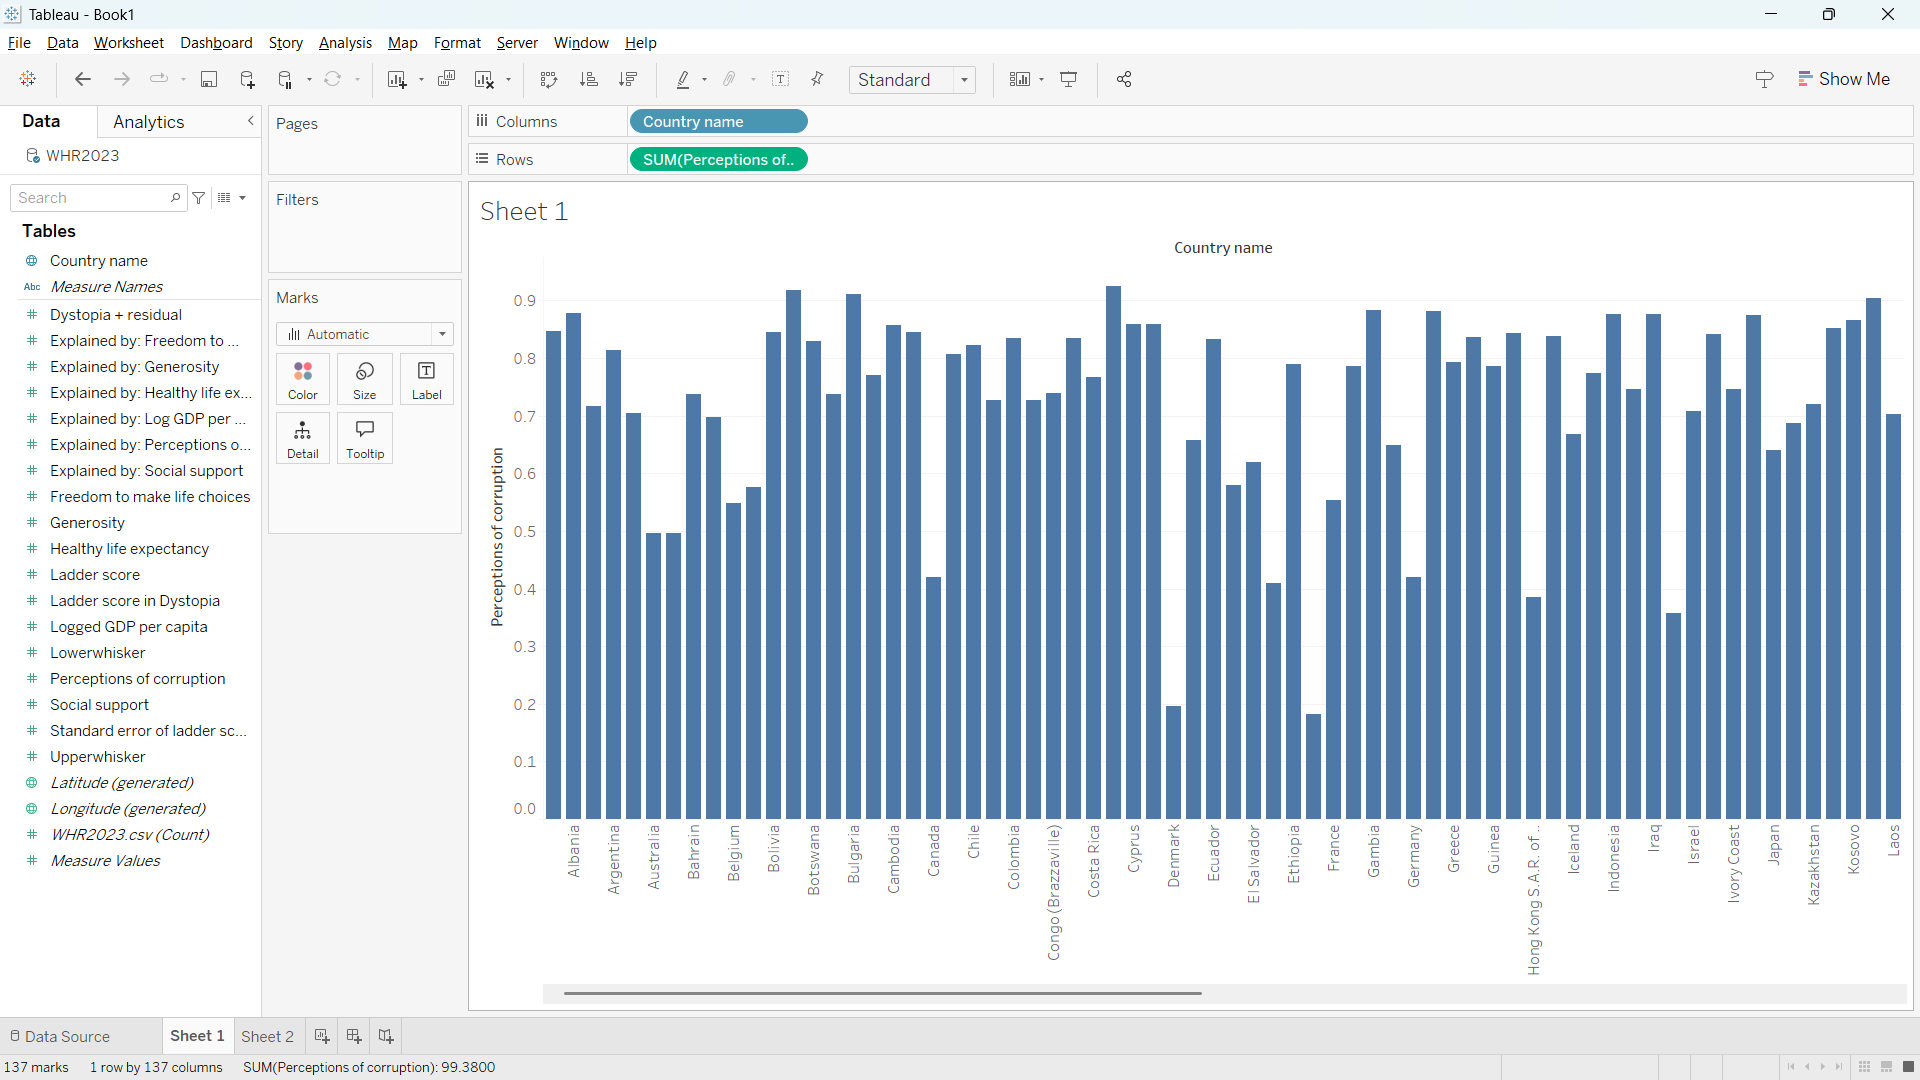 Tableau - Book1
File Data Worksheet Dashboard Story Analysis Map Format Server Window Help
Standard
Show Me
Data
Analytics
WHR2023
Search
Tables
Country name
Abc Measure Names
Dystopia + residual
Explained by: Freedom to ...
Explained by: Generosity
Explained by: Healthy life ex...
Explained by: Log GDP per ...
Explained by: Perceptions o...
Explained by: Social support
Freedom to make life choices
Generosity
Healthy life expectancy
Ladder score
Ladder score in Dystopia
Logged GDP per capita
Lowerwhisker
Perceptions of corruption
Social support
Standard error of ladder sc...
Upperwhisker
Latitude (generated)
Longitude (generated)
WHR2023.csv (Count)
Measure Values
Pages
Filters
Marks
Automatic
Color
Size
Label
Detail
Tooltip
Columns
Country name
Rows
SUM(Perceptions of..
Sheet 1
Country name
Perceptions of corruption
0.9
0.8
0.7
0.6
0.5
0.4
0.3
0.2
0.1
0.0
Albania
Argentina
Australia
Bahrain
Belgium
Bolivia
Botswana
Bulgaria
Cambodia
Canada
Chile
Colombia
Congo (Brazzaville)
Costa Rica
Cyprus
Denmark
Ecuador
El Salvador
Ethiopia
France
Gambia
Germany
Greece
Guinea
Hong Kong S.A.R. of ..
Iceland
Indonesia
Iraq
Israel
Ivory Coast
Japan
Kazakhstan
Kosovo
Laos
Data Source
Sheet 1
Sheet 2
137 marks
1 row by 137 columns
SUM(Perceptions of corruption): 99.3800